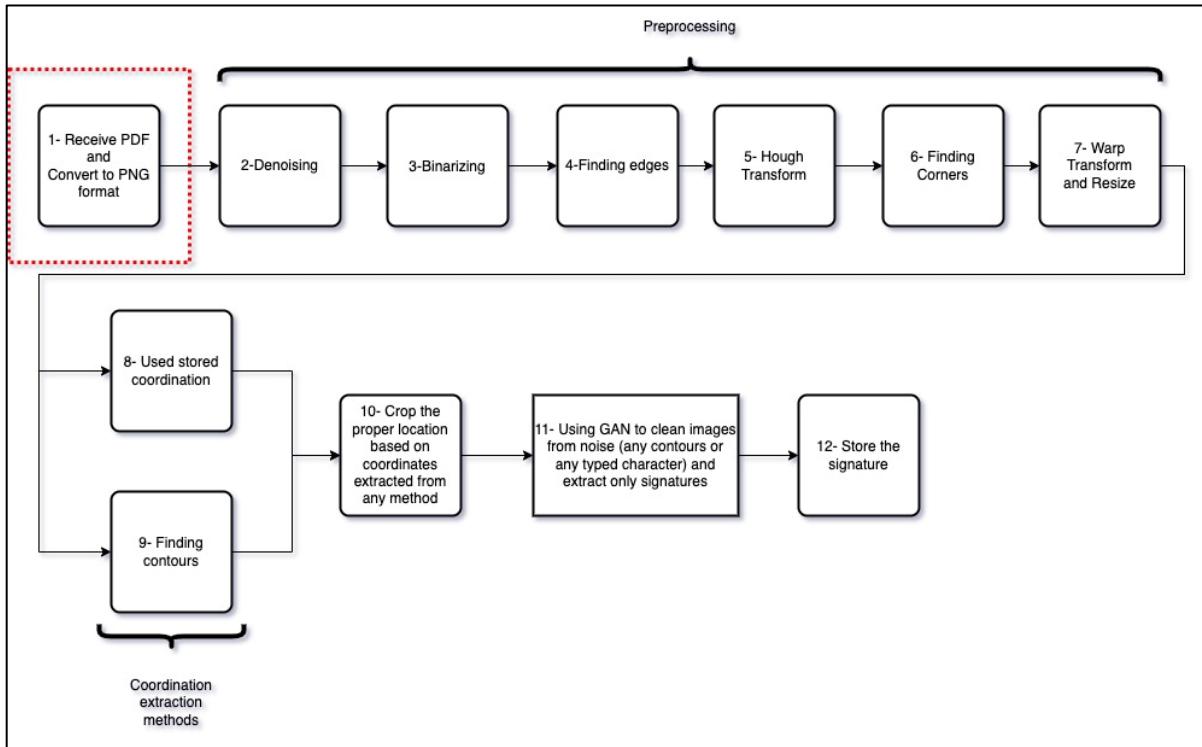 Preprocessing
1- Receive PDF
and
Convert to PNG
format
2-Denoising
3-Binarizing
4-Finding edges
5- Hough
Transform
6- Finding
Corners
7- Warp
Transform
and Resize
8- Used stored
coordination
9- Finding
contours
Coordination
extraction
methods
10- Crop the
proper location
based on
coordinates
extracted from
any method
11- Using GAN to clean images
from noise (any contours or
any typed character) and
extract only signatures
12- Store the
signature